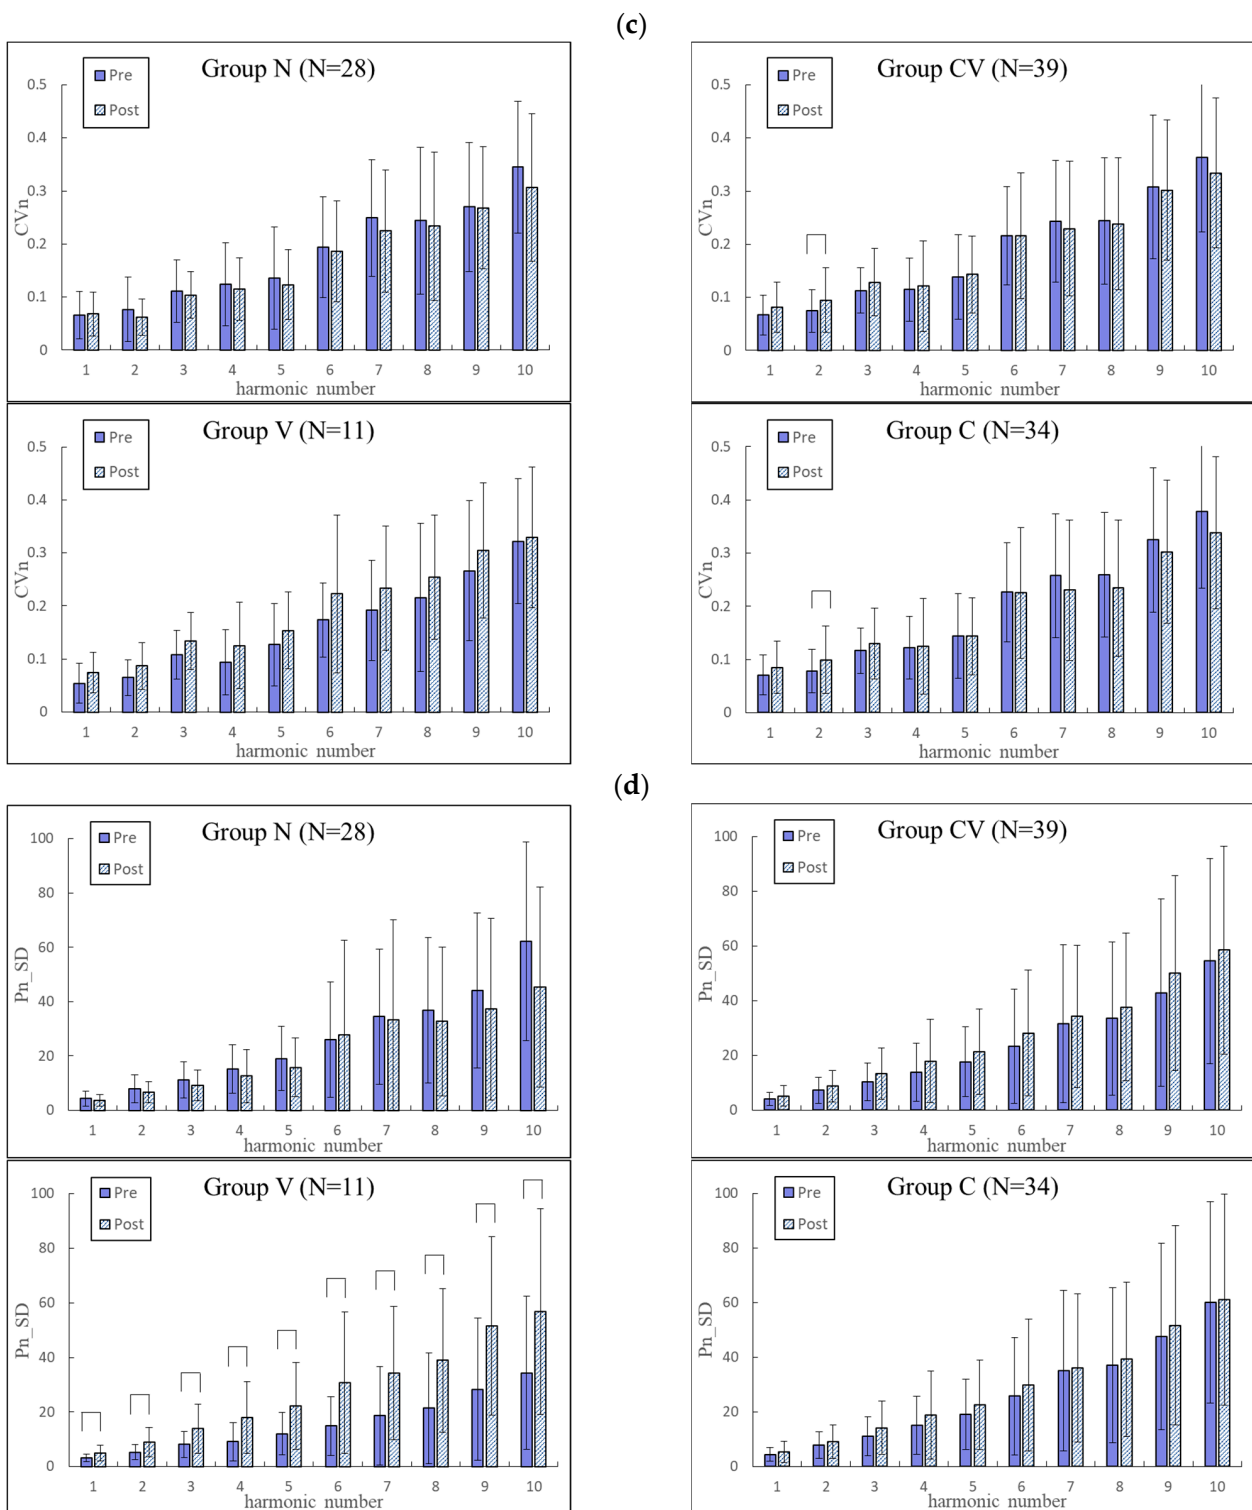 (c)
Group N (N=28)
Pre
Post
0.5
0.4
0.3
0.2
0.1
0
CVn
1 2 3 4 5 6 7 8 9 10
harmonic number
Group CV (N=39)
Pre
Post
0.5
0.4
0.3
0.2
0.1
0
CVn
1 2 3 4 5 6 7 8 9 10
harmonic number
Group V (N=11)
Pre
Post
0.5
0.4
0.3
0.2
0.1
0
CVn
1 2 3 4 5 6 7 8 9 10
harmonic number
Group C (N=34)
Pre
Post
0.5
0.4
0.3
0.2
0.1
0
CVn
1 2 3 4 5 6 7 8 9 10
harmonic number
(d)
Group N (N=28)
Pre
Post
100
80
60
40
20
0
Pn_SD
1 2 3 4 5 6 7 8 9 10
harmonic number
Group CV (N=39)
Pre
Post
100
80
60
40
20
0
Pn_SD
1 2 3 4 5 6 7 8 9 10
harmonic number
Group V (N=11)
Pre
Post
100
80
60
40
20
0
Pn_SD
1 2 3 4 5 6 7 8 9 10
harmonic number
Group C (N=34)
Pre
Post
100
80
60
40
20
0
Pn_SD
1 2 3 4 5 6 7 8 9 10
harmonic number